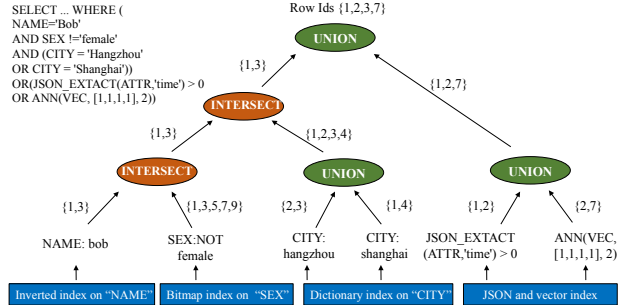 SELECT ... WHERE (
NAME='Bob'
AND SEX !='female'
AND (CITY = 'Hangzhou'
OR CITY = 'Shanghai'))
OR(JSON_EXTRACT(ATTR,'time') > 0
OR ANN(VEC, [1,1,1,1], 2))
Row Ids {1,2,3,7}
UNION
{1,3}
{1,2,7}
INTERSECT
{1,3}
{1,2,3,4}
INTERSECT
UNION
UNION
{1,3}
{1,3,5,7,9}
{2,3}
{1,4}
{1,2}
{2,7}
NAME: bob
SEX:NOT
female
CITY:
hangzhou
CITY:
shanghai
JSON_EXTRACT
(ATTR,'time') > 0
ANN(VEC,
[1,1,1,1], 2)
Inverted index on “NAME”
Bitmap index on “SEX”
Dictionary index on “CITY”
JSON and vector index